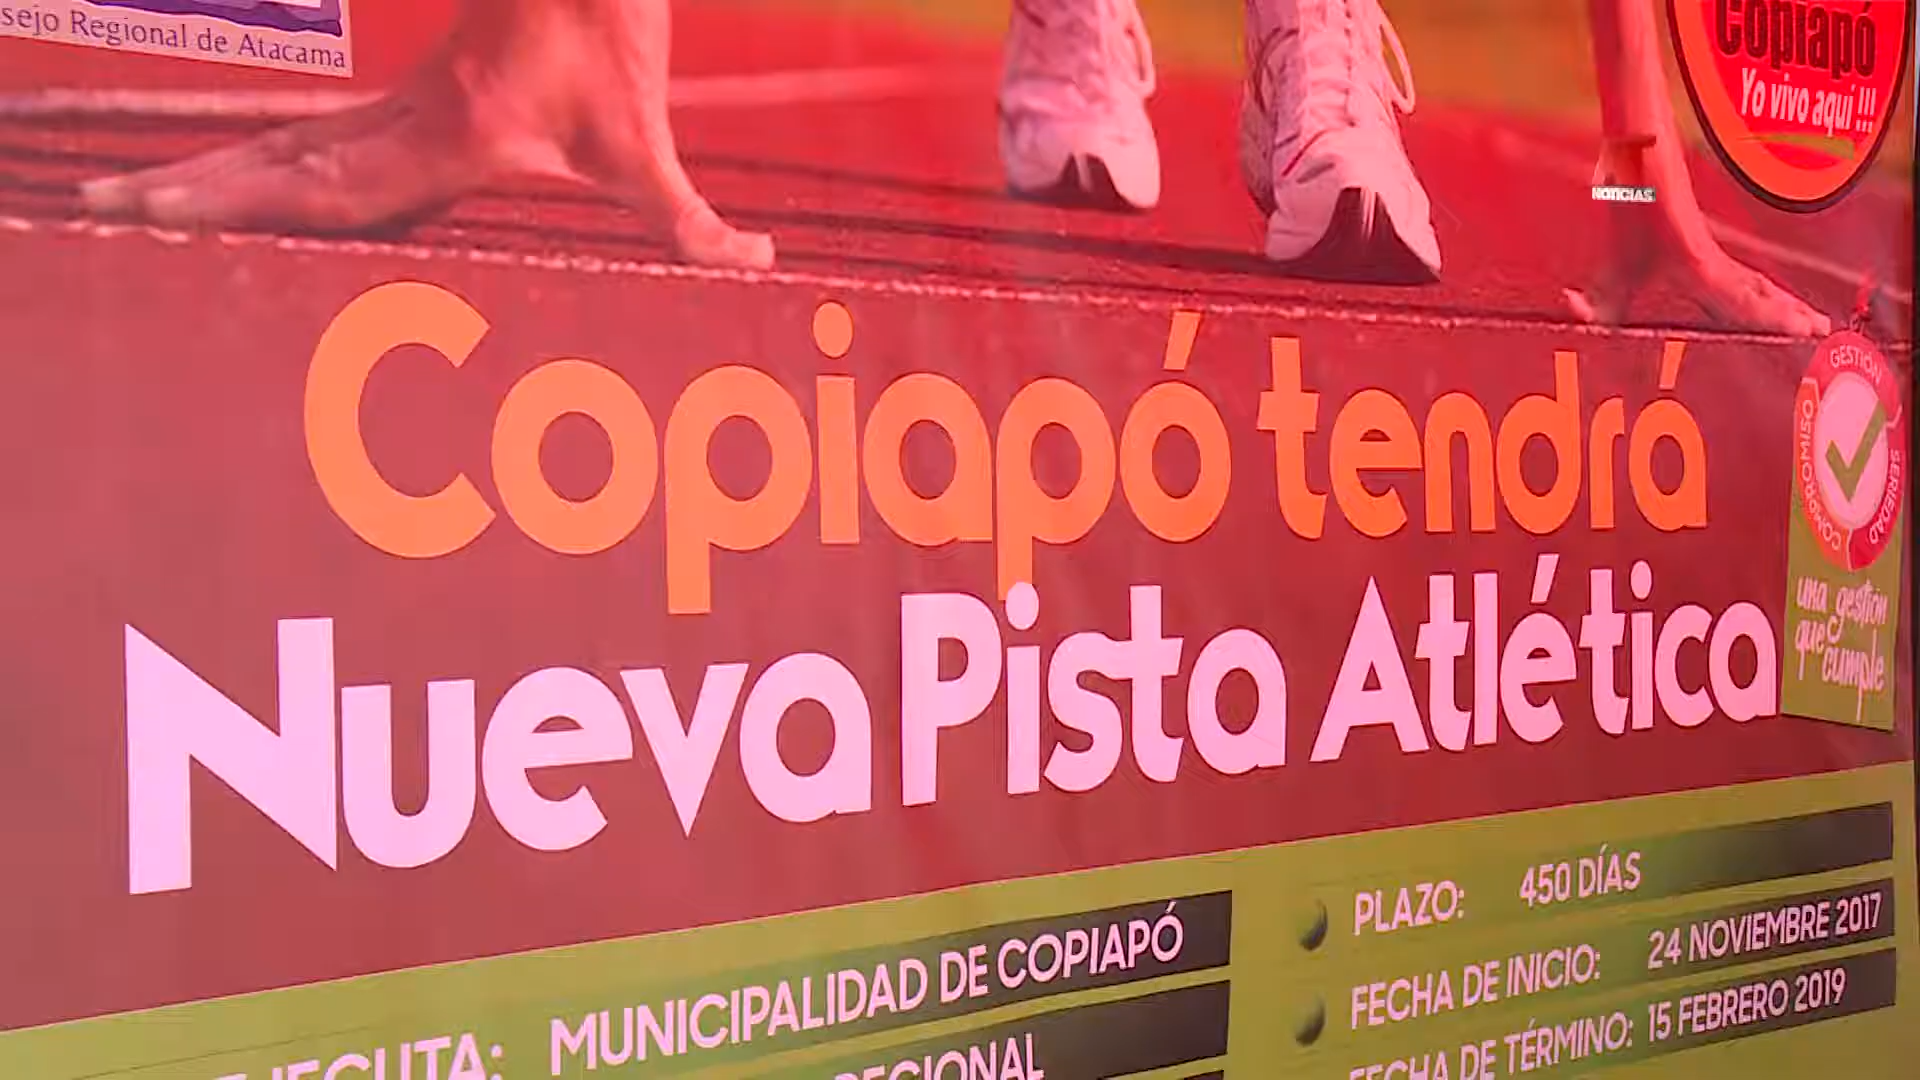 sejo Regional de Atacama
Copiapó
Yo vivo aquí !!!
NOTICIAS
Copiapó tendrá
Nueva Pista Atlética
GESTIÓN
COMPROMISO
SERIEDAD
una gestión
que cumple
PLAZO: 450 DÍAS
FECHA DE INICIO: 24 NOVIEMBRE 2017
FECHA DE TÉRMINO: 15 FEBRERO 2019
EJECUTA: MUNICIPALIDAD DE COPIAPÓ
REGIONAL